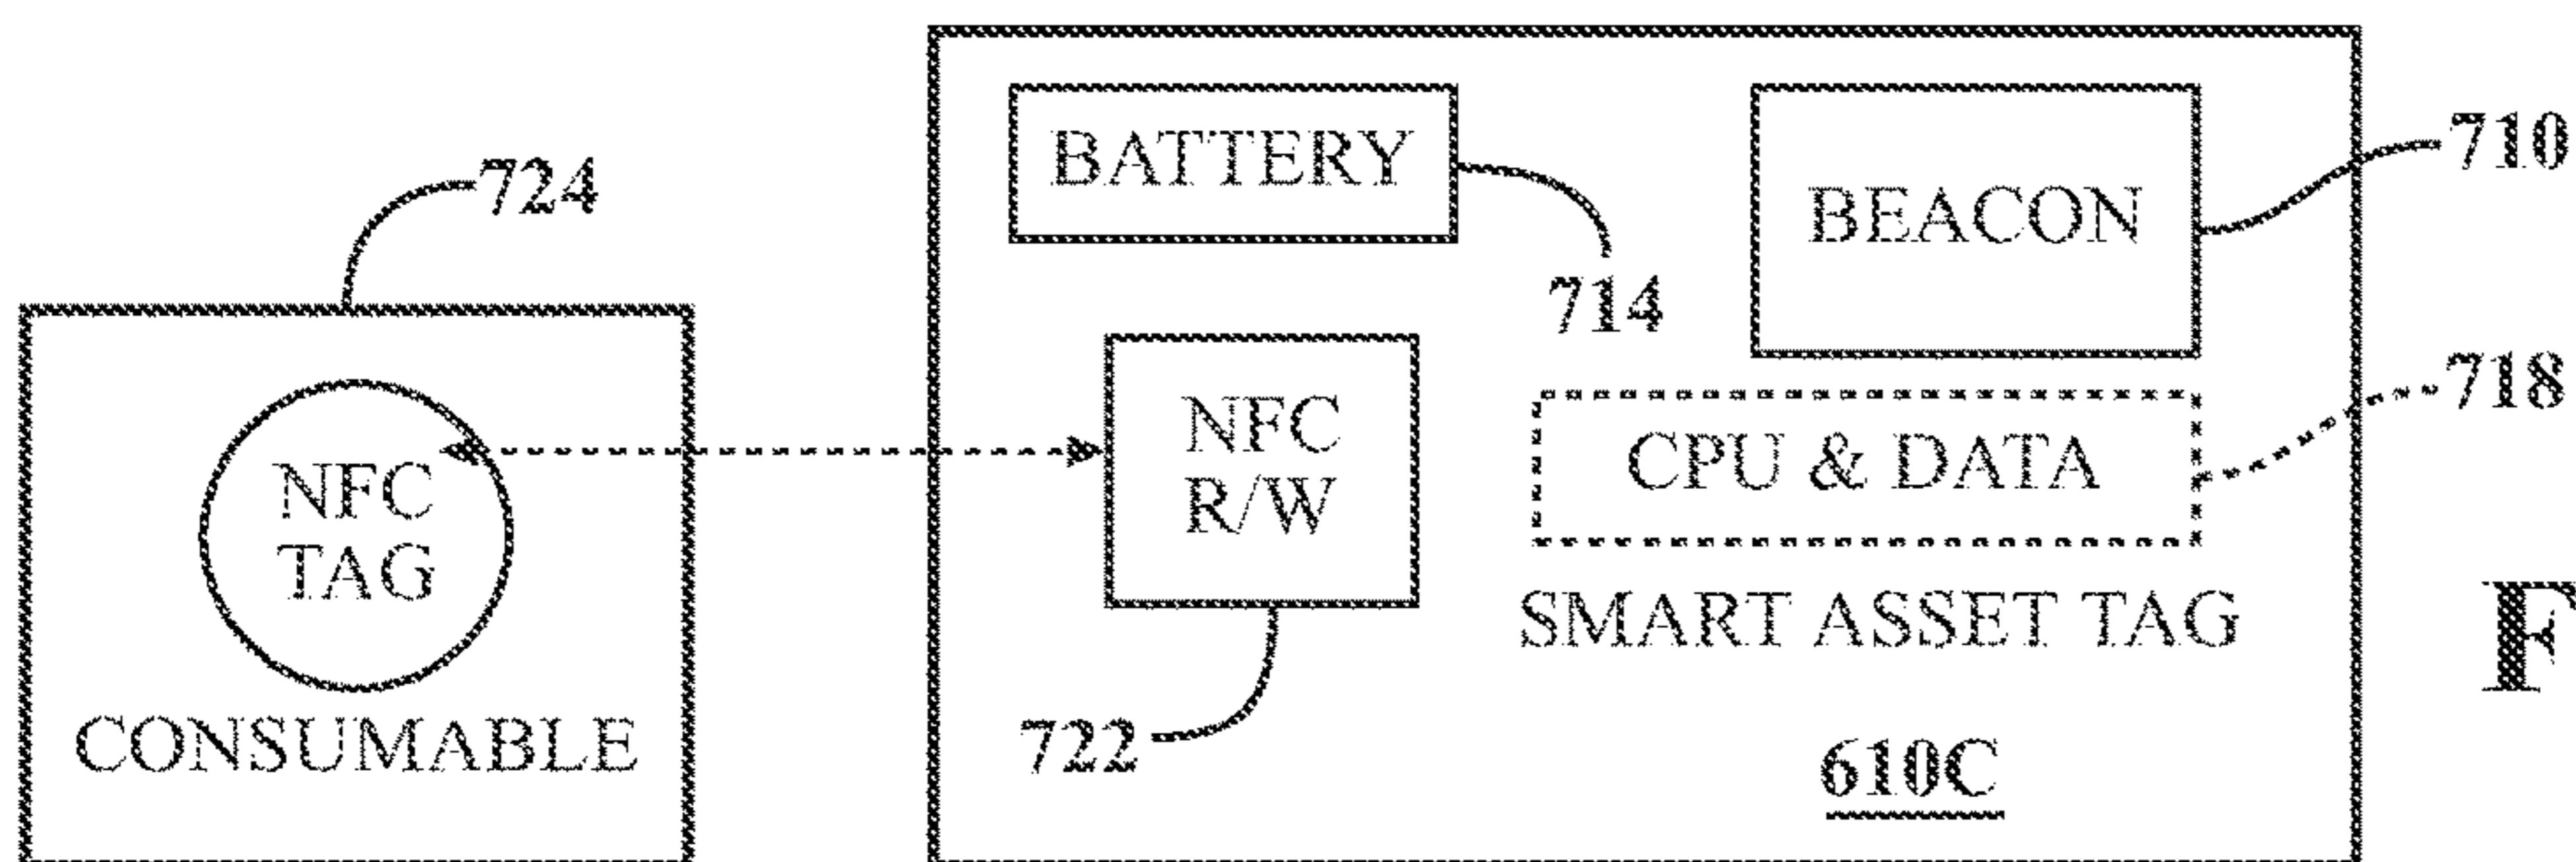 724
NFC
TAG
CONSUMABLE
BATTERY
714
BEACON
710
NFC
R/W
722
CPU & DATA
718
SMART ASSET TAG
610C
F